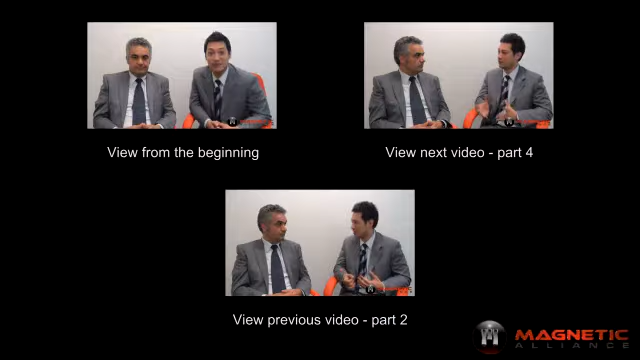 View from the beginning
View next video - part 4
View previous video - part 2
MAGNETIC
ALLIANCE